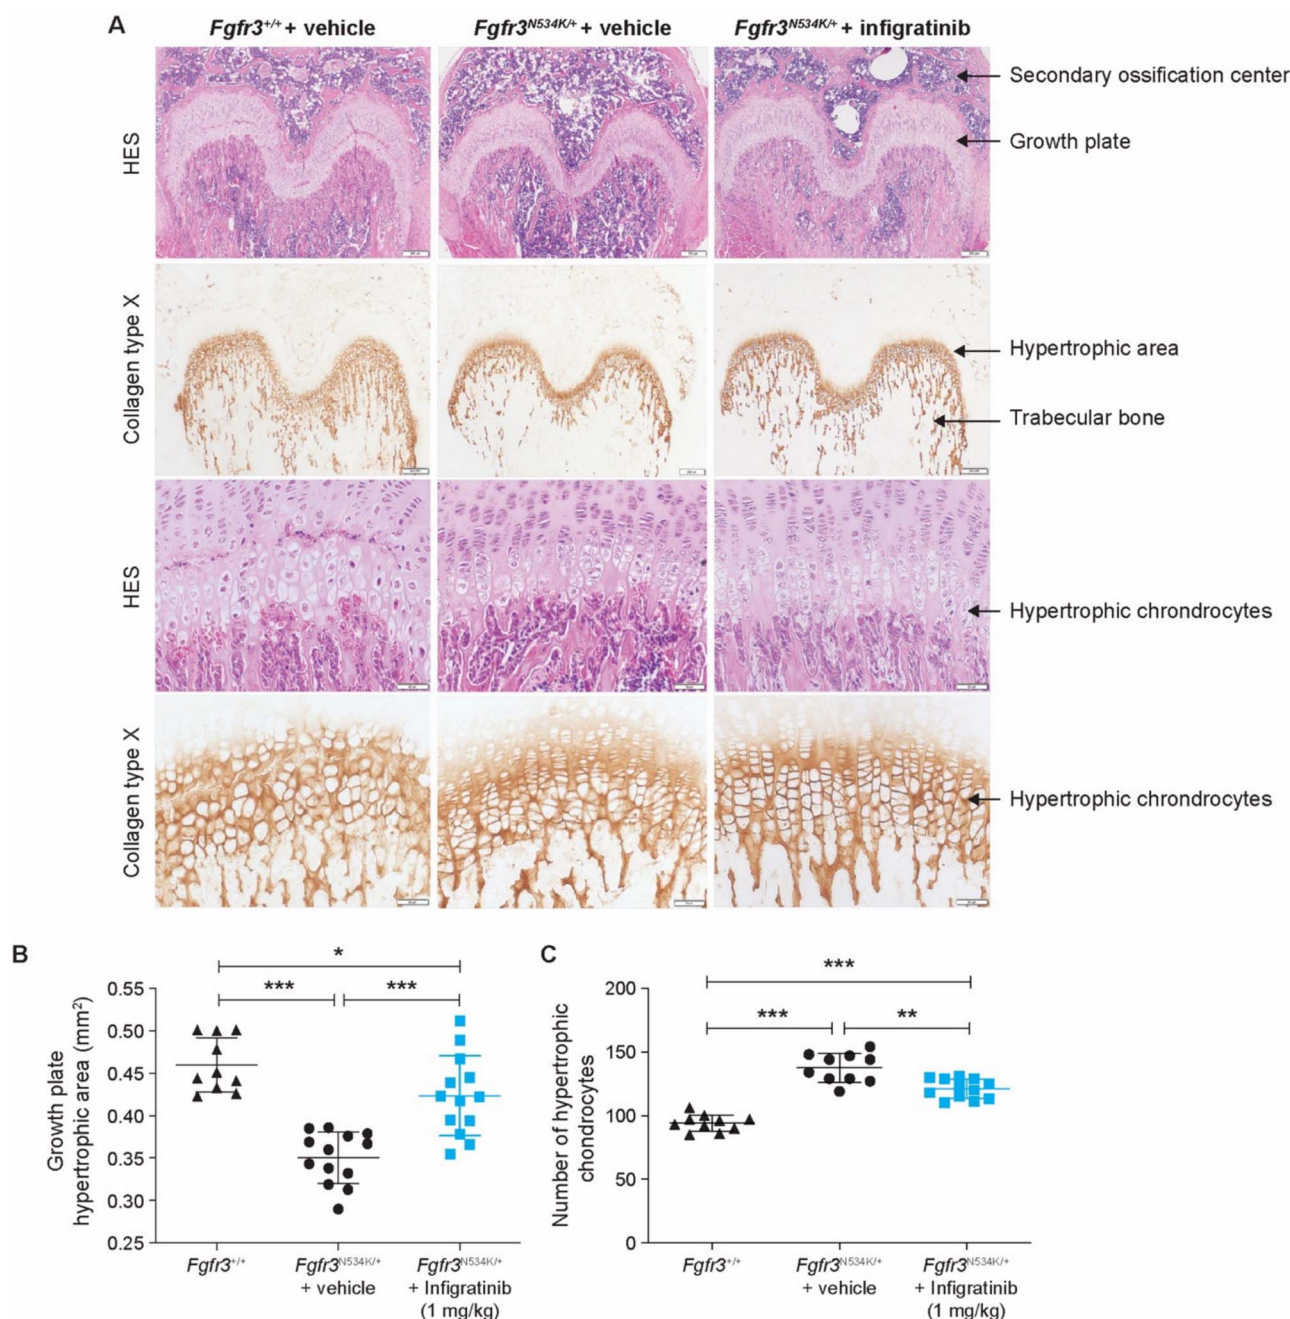 A
Fgfr3+/+ + vehicle
Fgfr3N534K/+ + vehicle
Fgfr3N534K/+ + infigratinib
HES
Secondary ossification center
Growth plate
Collagen type X
Hypertrophic area
Trabecular bone
HES
Hypertrophic chrondrocytes
Collagen type X
Hypertrophic chrondrocytes
B
*
***
***
Growth plate
hypertrophic area (mm2)
0.55
0.50
0.45
0.40
0.35
0.30
0.25
Fgfr3+/+
Fgfr3N534K/+
+ vehicle
Fgfr3N534K/+
+ Infigratinib
(1 mg/kg)
C
***
***
**
Number of hypertrophic
chondrocytes
200
150
100
50
0
Fgfr3+/+
Fgfr3N534K/+
+ vehicle
Fgfr3N534K/+
+ Infigratinib
(1 mg/kg)